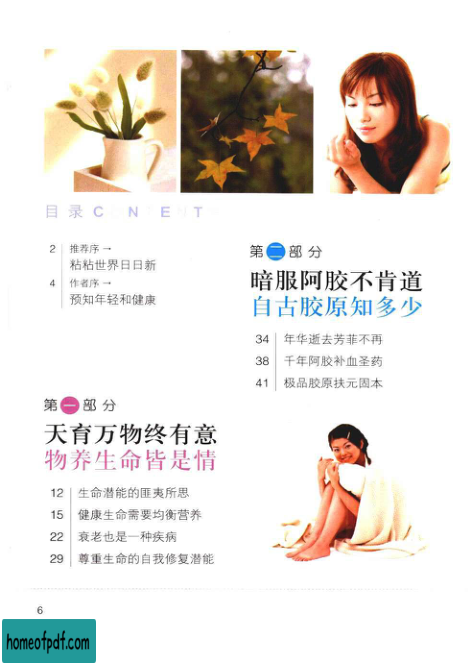 目录 CONTENTS
2 推荐序→
粘粘世界日日新
4 作者序→
预知年轻和健康
第一部分
天育万物终有意
物养生命皆是情
12 生命潜能的匪夷所思
15 健康生命需要均衡营养
22 衰老也是一种疾病
29 尊重生命的自我修复潜能
第二部分
暗服阿胶不肯道
自古胶原知多少
34 年华逝去芳菲不再
38 千年阿胶补血圣药
41 极品胶原扶元固本
6
homeofpdf.com